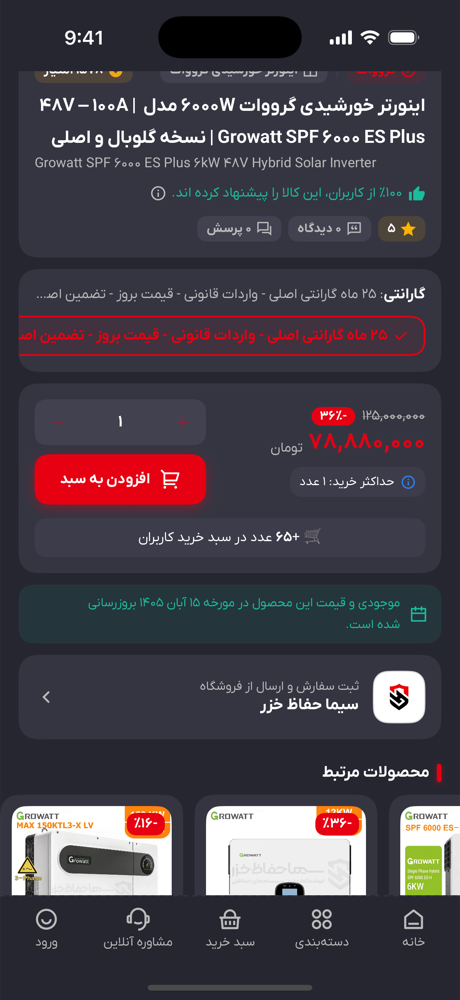 9:41
اینورتر خورشیدی گرووات ۶۰۰۰W مدل | ۴۸V – ۱۰۰A
Growatt SPF ۶۰۰۰ ES Plus | نسخه گلوبال و اصلی
Growatt SPF ۶۰۰۰ ES Plus ۶kW ۴۸V Hybrid Solar Inverter
۱۰۰٪ از کاربران، این کالا را پیشنهاد کرده اند.
۵
۰ دیدگاه
۰ پرسش
گارانتی: ۲۵ ماه گارانتی اصلی - واردات قانونی - قیمت بروز - تضمین اص...
۲۵ ماه گارانتی اصلی - واردات قانونی - قیمت بروز - تضمین اص
۱۲۵,۰۰۰,۰۰۰
-۳۶٪
۷۸,۸۸۰,۰۰۰ تومان
حداکثر خرید: ۱ عدد
+ ۱ −
افزودن به سبد
+۶۵ عدد در سبد خرید کاربران
موجودی و قیمت این محصول در مورخه ۱۵ آبان ۱۴۰۵ بروزرسانی
شده است.
ثبت سفارش و ارسال از فروشگاه
سیما حفاظ خزر
محصولات مرتبط
GROWATT
SPF 6000 ES-
GROWATT
6KW
GROWATT
12KW
-۳۶٪
GROWATT
MAX 150KTL3-X LV
-۱۶٪
Growatt
خانه
دسته‌بندی
سبد خرید
مشاوره آنلاین
ورود